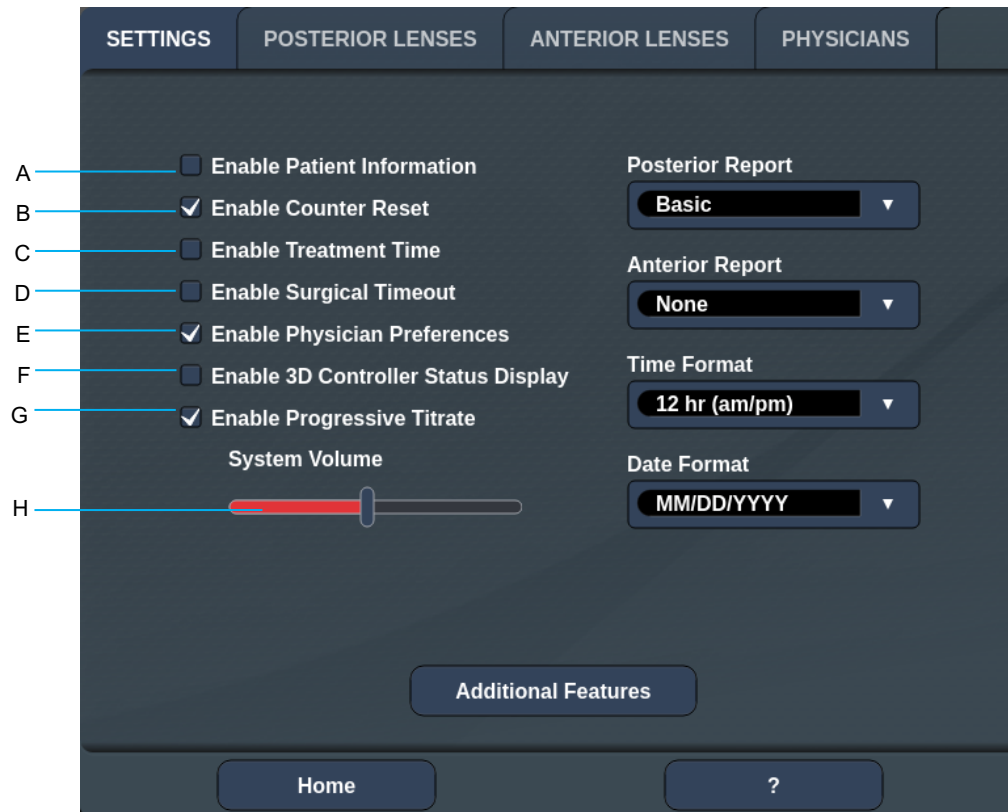 SETTINGS POSTERIOR LENSES ANTERIOR LENSES PHYSICIANS
A Enable Patient Information
B Enable Counter Reset
C Enable Treatment Time
D Enable Surgical Timeout
E Enable Physician Preferences
F Enable 3D Controller Status Display
G Enable Progressive Titrate
System Volume
H
Posterior Report
Basic
Anterior Report
None
Time Format
12 hr (am/pm)
Date Format
MM/DD/YYYY
Additional Features
Home ?